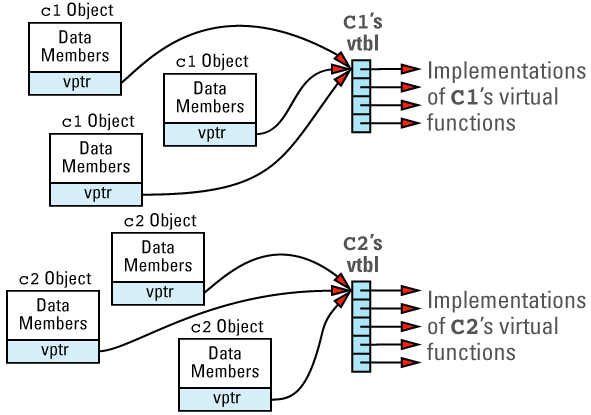 c1 Object
Data
Members
vptr
c1 Object
Data
Members
vptr
c1 Object
Data
Members
vptr
C1's
vtbl
Implementations
of C1's virtual
functions
c2 Object
Data
Members
vptr
c2 Object
Data
Members
vptr
c2 Object
Data
Members
vptr
C2's
vtbl
Implementations
of C2's virtual
functions